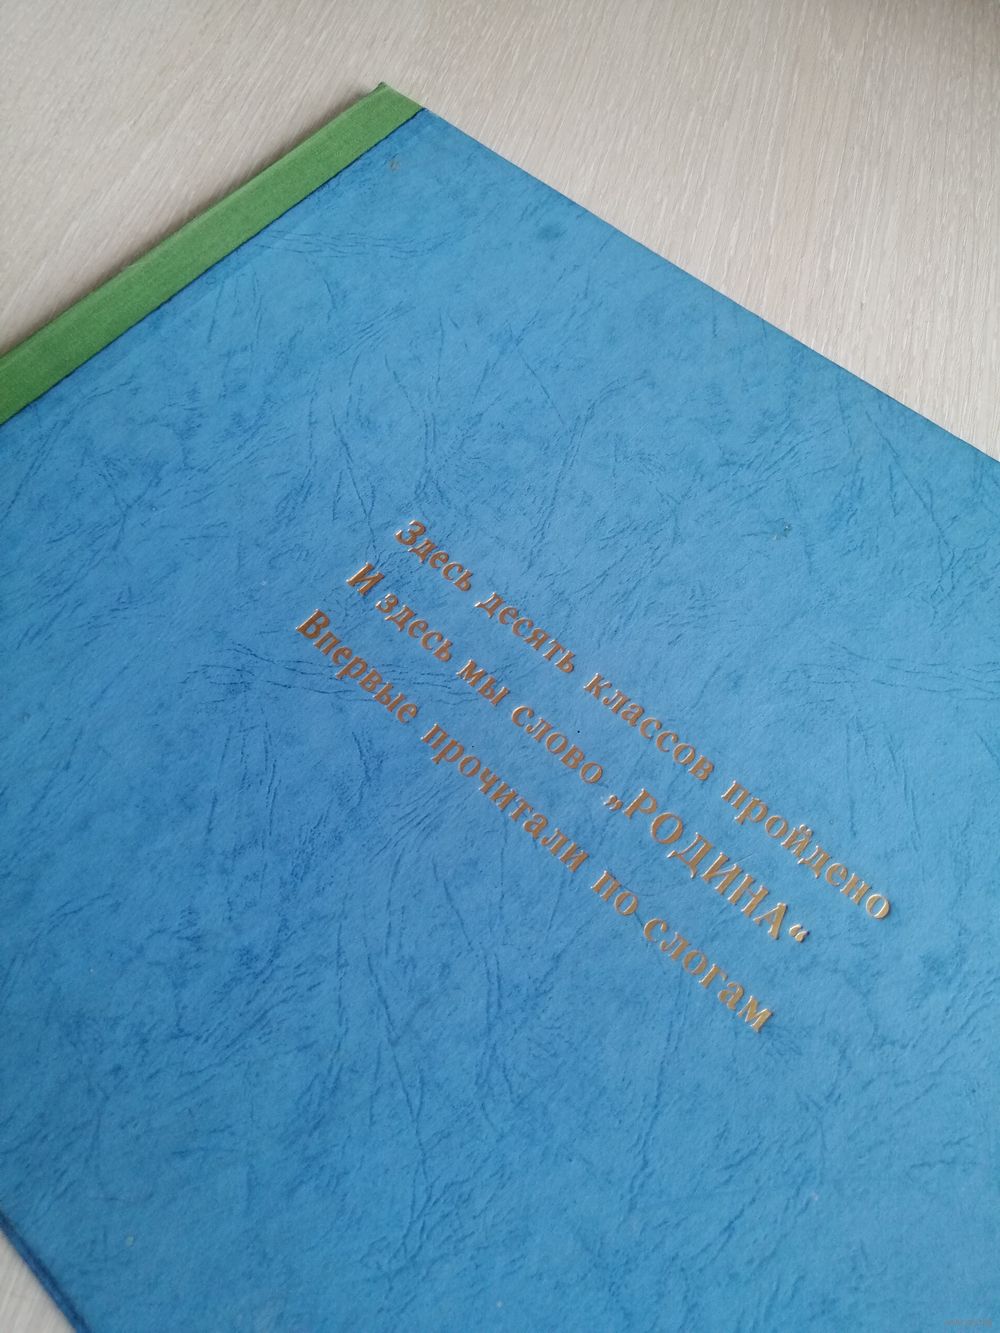 Здесь десять классов пройдено
И здесь мы слово „РОДИНА“
Впервые прочитали по слогам